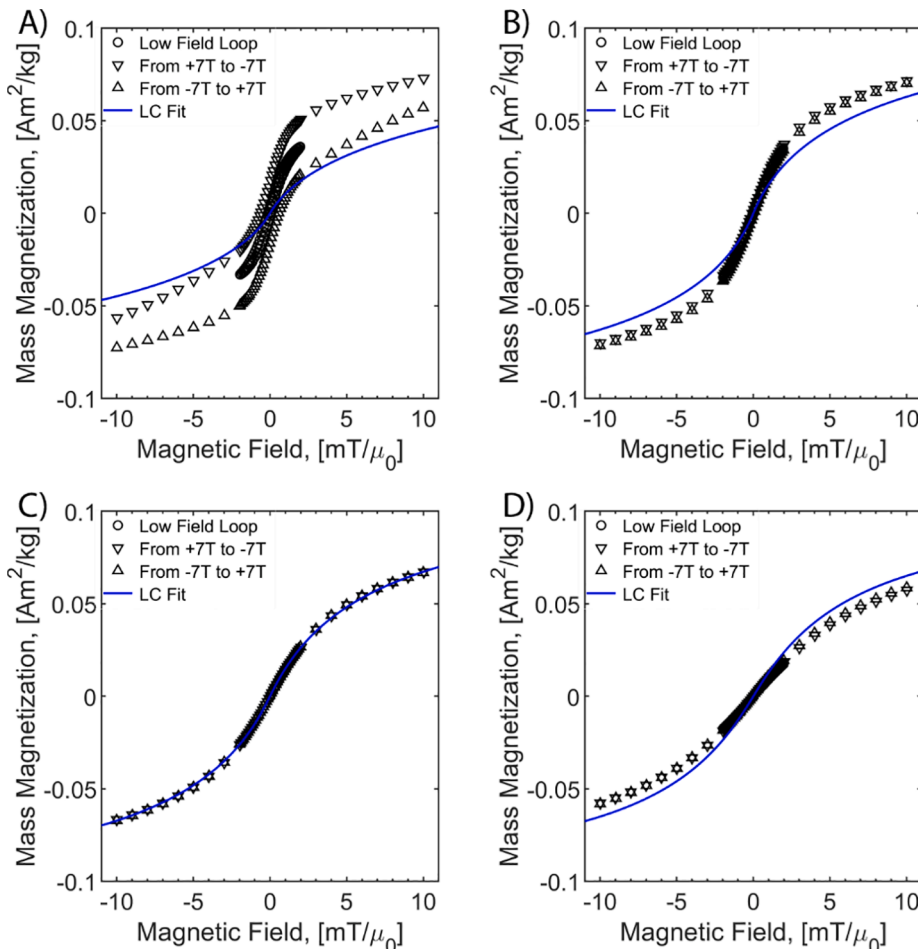 A)
○ Low Field Loop
▽ From +7T to -7T
△ From -7T to +7T
LC Fit
0.1
0.05
0
-0.05
-0.1
-10 -5 0 5 10
Mass Magnetization, [Am²/kg]
Magnetic Field, [mT/μ₀]
B)
○ Low Field Loop
▽ From +7T to -7T
△ From -7T to +7T
LC Fit
0.1
0.05
0
-0.05
-0.1
-10 -5 0 5 10
Mass Magnetization, [Am²/kg]
Magnetic Field, [mT/μ₀]
C)
○ Low Field Loop
▽ From +7T to -7T
△ From -7T to +7T
LC Fit
0.1
0.05
0
-0.05
-0.1
-10 -5 0 5 10
Mass Magnetization, [Am²/kg]
Magnetic Field, [mT/μ₀]
D)
○ Low Field Loop
▽ From +7T to -7T
△ From -7T to +7T
LC Fit
0.1
0.05
0
-0.05
-0.1
-10 -5 0 5 10
Mass Magnetization, [Am²/kg]
Magnetic Field, [mT/μ₀]